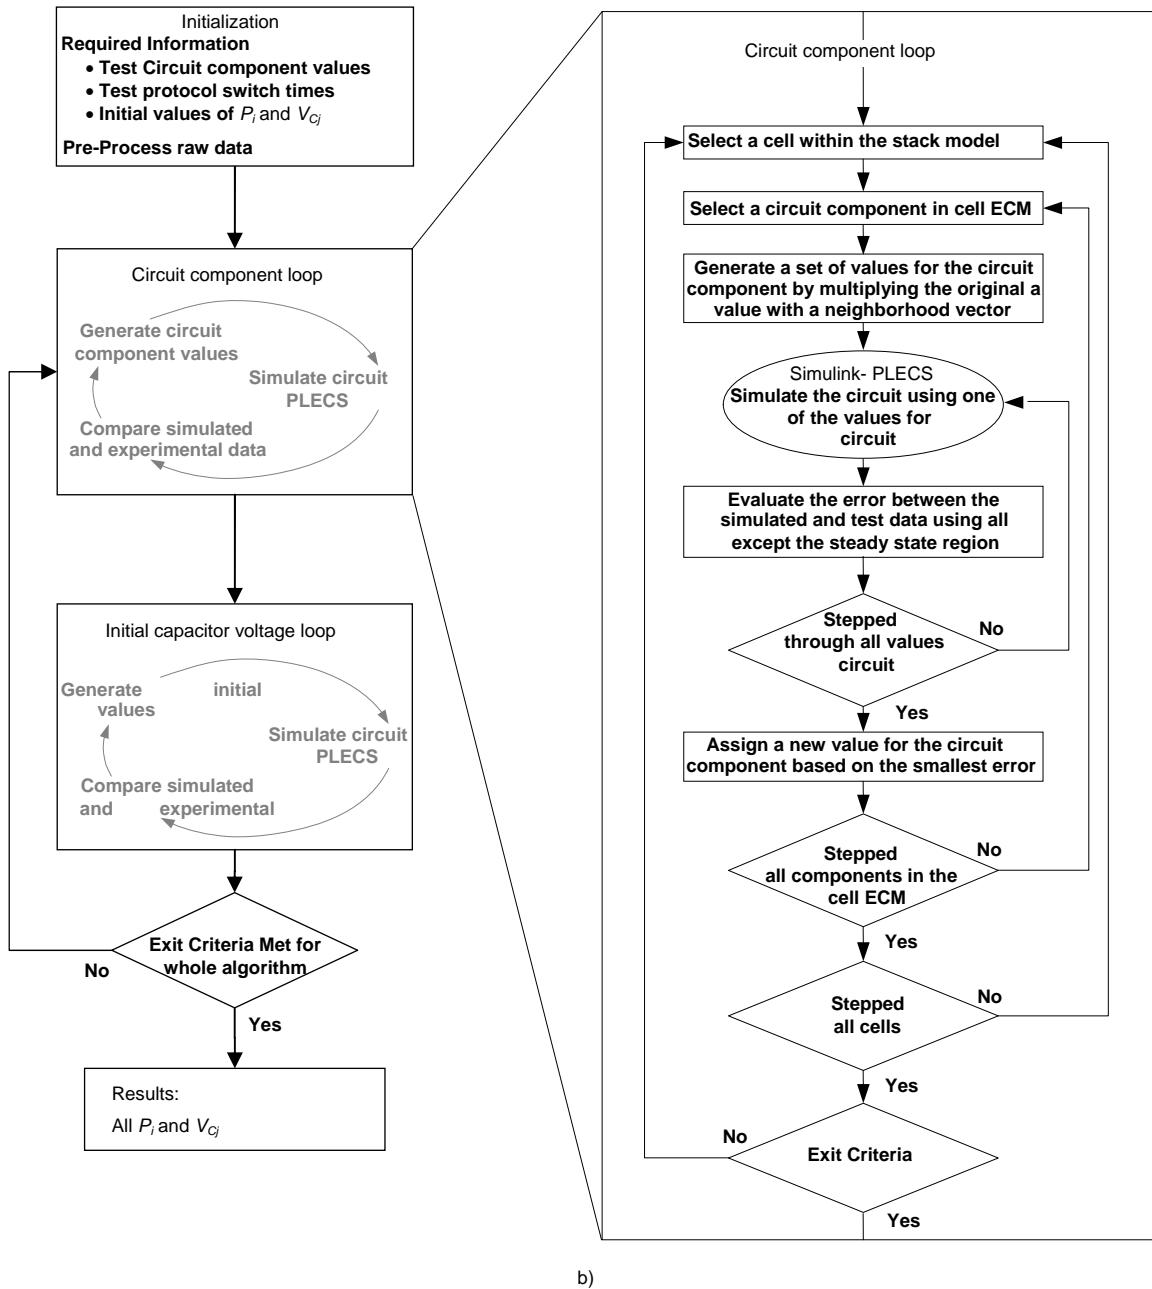 Initialization
Required Information
• Test Circuit component values
• Test protocol switch times
• Initial values of Pi and VCj
Pre-Process raw data
Circuit component loop
Generate circuit
component values
Simulate circuit
PLECS
Compare simulated
and experimental data
Initial capacitor voltage loop
Generate initial
values
Simulate circuit
PLECS
Compare simulated
and experimental
Exit Criteria Met for
whole algorithm
No
Yes
Results:
All Pi and VCj
Circuit component loop
Select a cell within the stack model
Select a circuit component in cell ECM
Generate a set of values for the circuit
component by multiplying the original a
value with a neighborhood vector
Simulink- PLECS
Simulate the circuit using one
of the values for
circuit
Evaluate the error between the
simulated and test data using all
except the steady state region
Stepped
through all values
circuit
No
Yes
Assign a new value for the circuit
component based on the smallest error
Stepped
all components in the
cell ECM
No
Yes
Stepped
all cells
No
Yes
Exit Criteria
No
Yes
b)